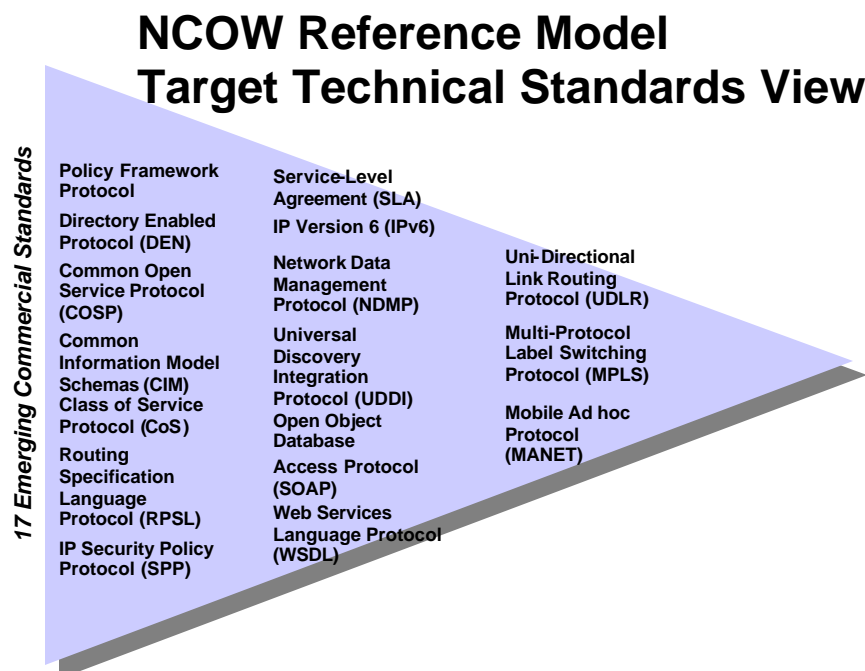 NCOW Reference Model
Target Technical Standards View
17 Emerging Commercial Standards
Policy Framework
Protocol
Directory Enabled
Protocol (DEN)
Common Open
Service Protocol
(COSP)
Common
Information Model
Schemas (CIM)
Class of Service
Protocol (CoS)
Routing
Specification
Language
Protocol (RPSL)
IP Security Policy
Protocol (SPP)
Service-Level
Agreement (SLA)
IP Version 6 (IPv6)
Network Data
Management
Protocol (NDMP)
Universal
Discovery
Integration
Protocol (UDDI)
Open Object
Database
Access Protocol
(SOAP)
Web Services
Language Protocol
(WSDL)
Uni-Directional
Link Routing
Protocol (UDLR)
Multi-Protocol
Label Switching
Protocol (MPLS)
Mobile Ad hoc
Protocol
(MANET)